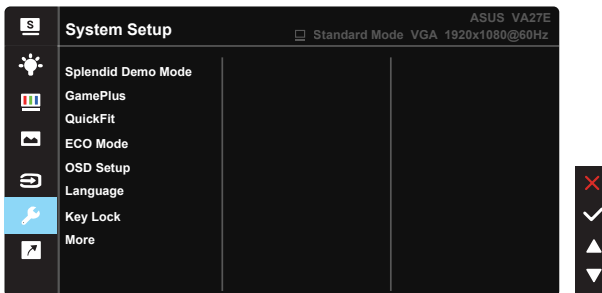 S
System Setup
ASUS VA27E
Standard Mode VGA 1920x1080@60Hz
Splendid Demo Mode
GamePlus
QuickFit
ECO Mode
OSD Setup
Language
Key Lock
More